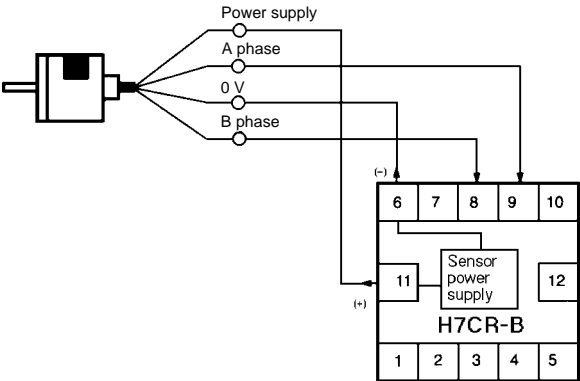 Power supply
A phase
0 V
B phase
(–)
6 7 8 9 10
Sensor
power
supply
11
12
(+)
H7CR-B
1 2 3 4 5